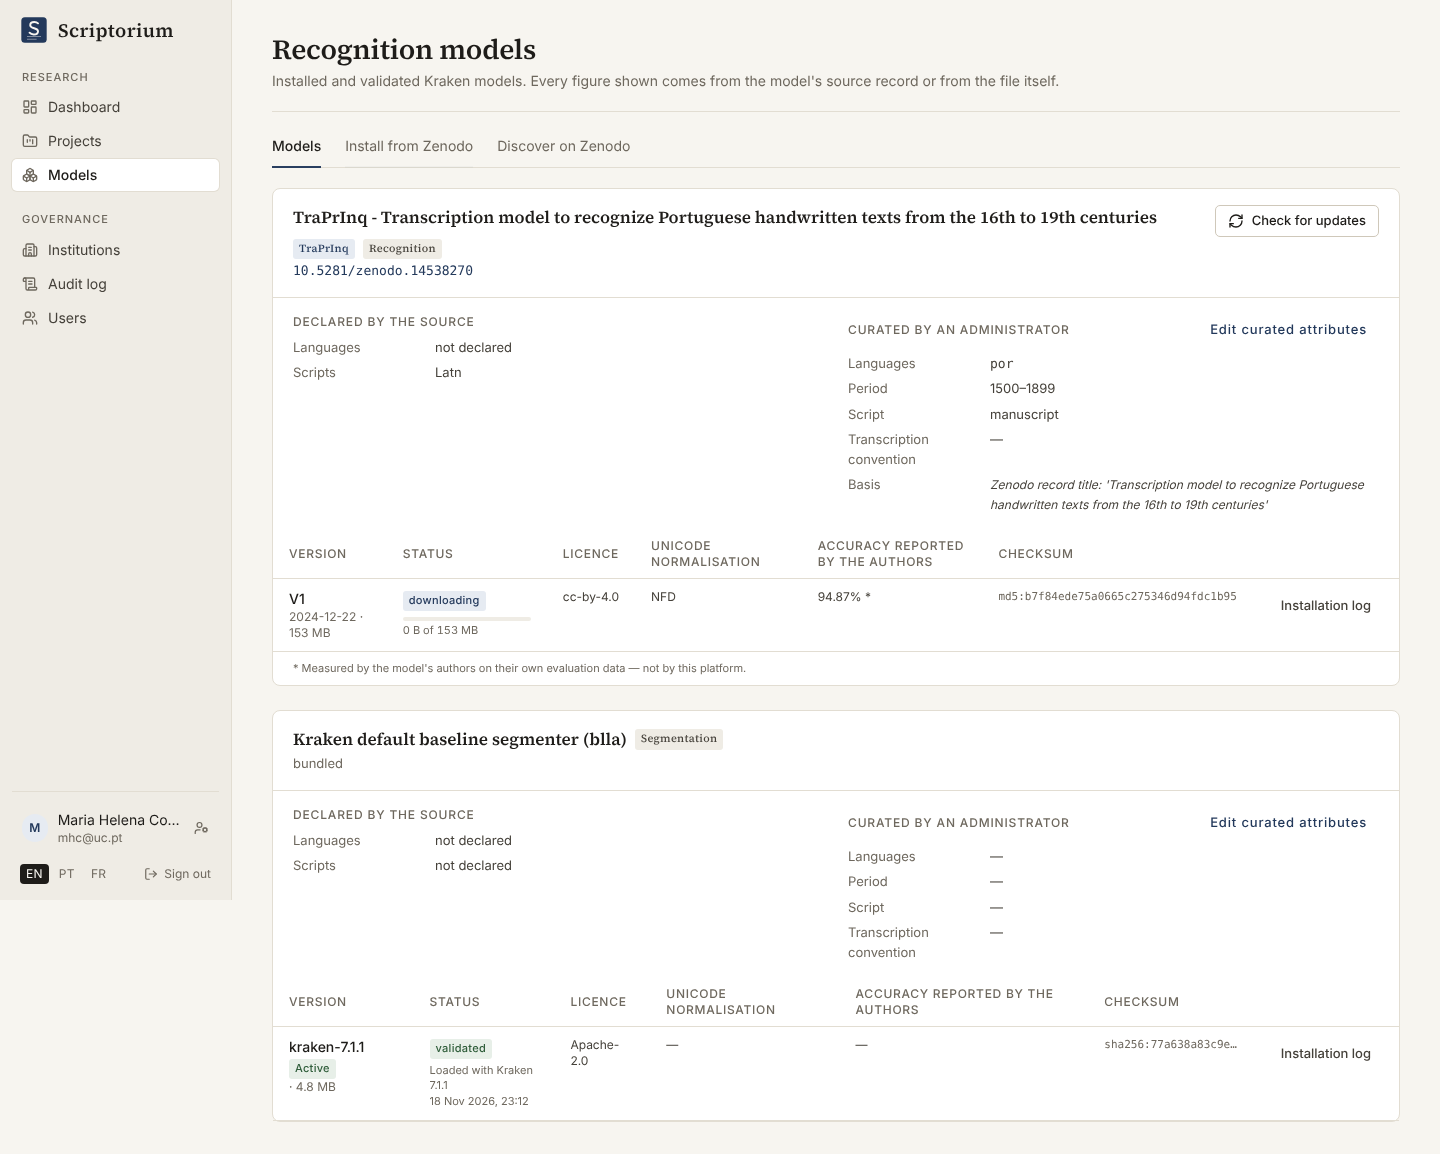 Scriptorium
RESEARCH
Dashboard
Projects
Models
GOVERNANCE
Institutions
Audit log
Users
M
Maria Helena Co...
mhc@uc.pt
EN PT FR Sign out
Recognition models
Installed and validated Kraken models. Every figure shown comes from the model's source record or from the file itself.
Models Install from Zenodo Discover on Zenodo
TraPrInq - Transcription model to recognize Portuguese handwritten texts from the 16th to 19th centuries
Check for updates
TraPrInq Recognition
10.5281/zenodo.14538270
DECLARED BY THE SOURCE
Languages not declared
Scripts Latn
CURATED BY AN ADMINISTRATOR Edit curated attributes
Languages por
Period 1500–1899
Script manuscript
Transcription —
convention
Basis Zenodo record title: 'Transcription model to recognize Portuguese
handwritten texts from the 16th to 19th centuries'
VERSION STATUS LICENCE UNICODE NORMALISATION ACCURACY REPORTED BY THE AUTHORS CHECKSUM
V1 downloading cc-by-4.0 NFD 94.87% * md5:b7f84ede75a0665c275346d94fdc1b95 Installation log
2024-12-22 ·
153 MB 0 B of 153 MB
* Measured by the model's authors on their own evaluation data — not by this platform.
Kraken default baseline segmenter (blla) Segmentation
bundled
DECLARED BY THE SOURCE
Languages not declared
Scripts not declared
CURATED BY AN ADMINISTRATOR Edit curated attributes
Languages —
Period —
Script —
Transcription —
convention
VERSION STATUS LICENCE UNICODE NORMALISATION ACCURACY REPORTED BY THE AUTHORS CHECKSUM
kraken-7.1.1 validated Apache-2.0 — — sha256:77a638a83c9e… Installation log
Active Loaded with Kraken
7.1.1
· 4.8 MB 18 Nov 2026, 23:12